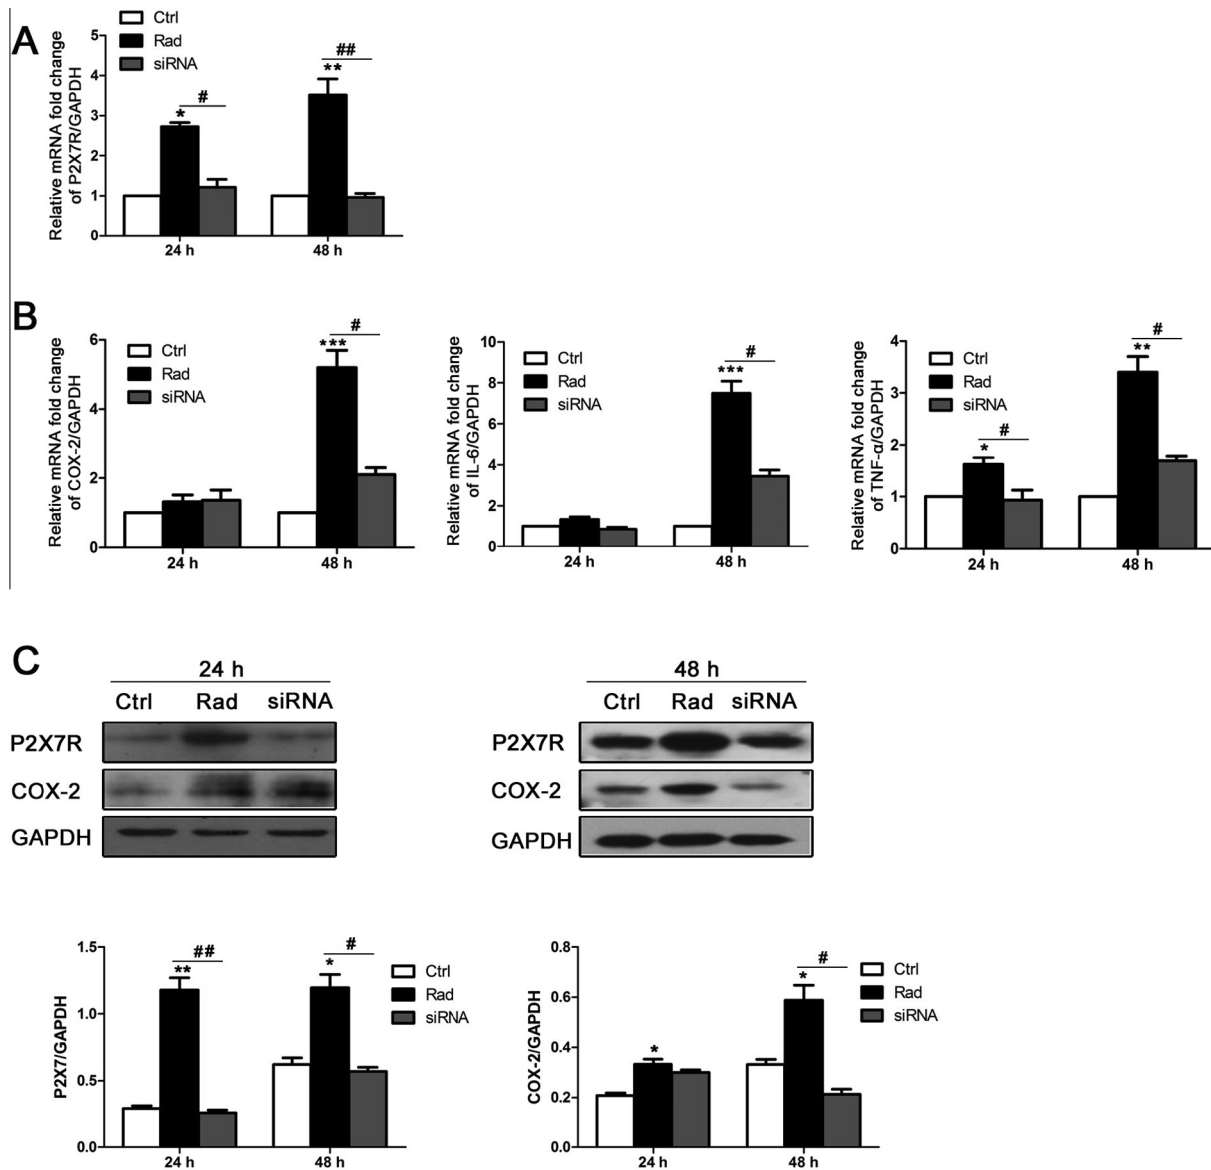 A
Ctrl
Rad
siRNA
Relative mRNA fold change
of P2X7R/GAPDH
5
4
3
2
1
0
*
#
**
##
24 h
48 h
B
Ctrl
Rad
siRNA
Relative mRNA fold change
of COX-2/GAPDH
6
4
2
0
***
#
24 h
48 h
Ctrl
Rad
siRNA
Relative mRNA fold change
of IL-6/GAPDH
10
8
6
4
2
0
***
#
24 h
48 h
Ctrl
Rad
siRNA
Relative mRNA fold change
of TNF-α/GAPDH
4
3
2
1
0
*
#
**
#
24 h
48 h
C
24 h
Ctrl Rad siRNA
P2X7R
COX-2
GAPDH
48 h
Ctrl Rad siRNA
P2X7R
COX-2
GAPDH
P2X7/GAPDH
1.5
1.0
0.5
0.0
**
##
*
#
24 h
48 h
Ctrl
Rad
siRNA
COX-2/GAPDH
0.8
0.6
0.4
0.2
0.0
*
*
#
24 h
48 h
Ctrl
Rad
siRNA